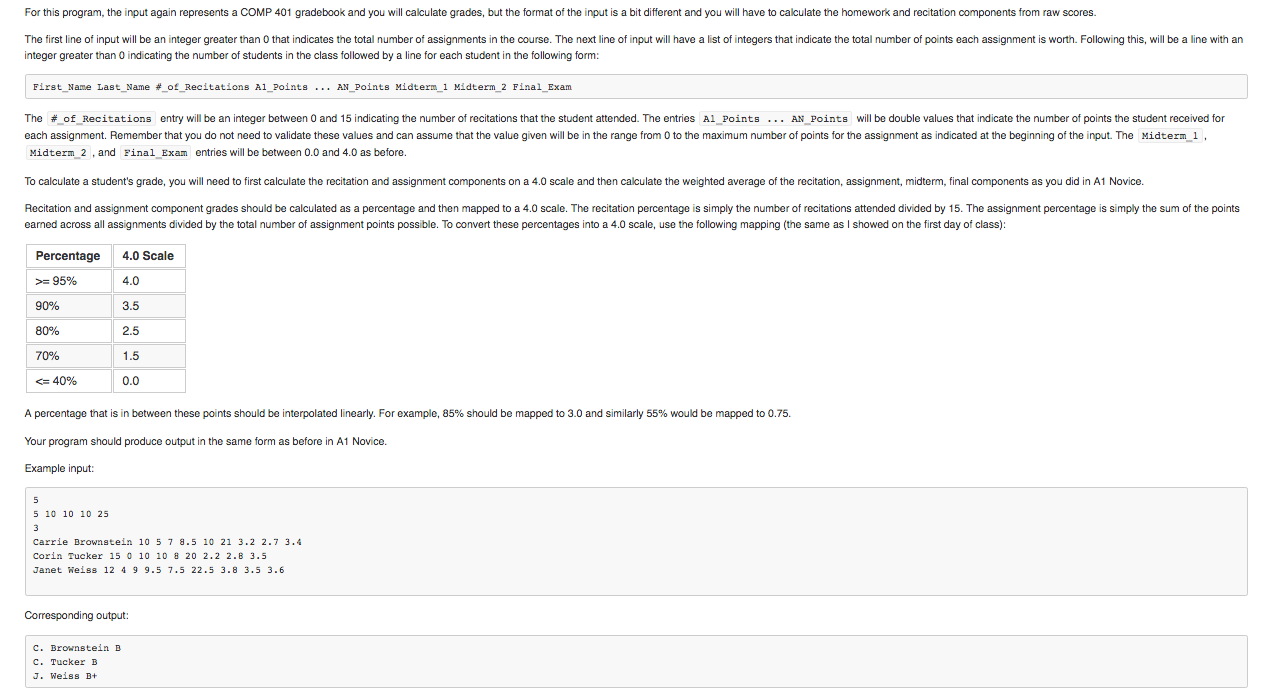 For this program, the input again represents a COMP 401 gradebook and you will calculate grades, but the format of the input is a bit different and you will have to calculate the homework and recitation components from raw scores.
The first line of input will be an integer greater than 0 that indicates the total number of assignments in the course. The next line of input will have a list of integers that indicate the total number of points each assignment is worth. Following this, will be a line with an
integer greater than 0 indicating the number of students in the class followed by a line for each student in the following form:
First_Name Last_Name #_of_Recitations A1_Points ... AN_Points Midterm_1 Midterm_2 Final_Exam
The #_of_Recitations entry will be an integer between 0 and 15 indicating the number of recitations that the student attended. The entries A1_Points ... AN_Points will be double values that indicate the number of points the student received for
each assignment. Remember that you do not need to validate these values and can assume that the value given will be in the range from 0 to the maximum number of points for the assignment as indicated at the beginning of the input. The Midterm_1 ,
Midterm_2 , and Final_Exam entries will be between 0.0 and 4.0 as before.
To calculate a student's grade, you will need to first calculate the recitation and assignment components on a 4.0 scale and then calculate the weighted average of the recitation, assignment, midterm, final components as you did in A1 Novice.
Recitation and assignment component grades should be calculated as a percentage and then mapped to a 4.0 scale. The recitation percentage is simply the number of recitations attended divided by 15. The assignment percentage is simply the sum of the points
earned across all assignments divided by the total number of assignment points possible. To convert these percentages into a 4.0 scale, use the following mapping (the same as I showed on the first day of class):
Percentage 4.0 Scale
>= 95% 4.0
90% 3.5
80% 2.5
70% 1.5
<= 40% 0.0
A percentage that is in between these points should be interpolated linearly. For example, 85% should be mapped to 3.0 and similarly 55% would be mapped to 0.75.
Your program should produce output in the same form as before in A1 Novice.
Example input:
5
5 10 10 10 25
3
Carrie Brownstein 10 5 7 8.5 10 21 3.2 2.7 3.4
Corin Tucker 15 0 10 10 8 20 2.2 2.8 3.5
Janet Weiss 12 4 9 9.5 7.5 22.5 3.8 3.5 3.6
Corresponding output:
C. Brownstein B
C. Tucker B
J. Weiss B+